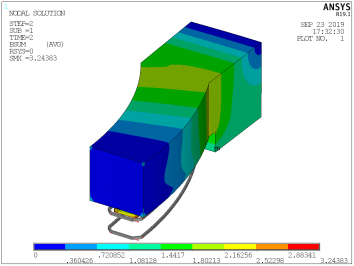 1
ANSYS
R19.1
NODAL SOLUTION
STEP=2
SUB =1
TIME=2
BSUM (AVG)
RSYS=0
SMX =3.24383
SEP 23 2019
17:32:30
PLOT NO. 1
0 .720852 1.4417 2.16256 2.88341
.360426 1.08128 1.80213 2.52298 3.24383